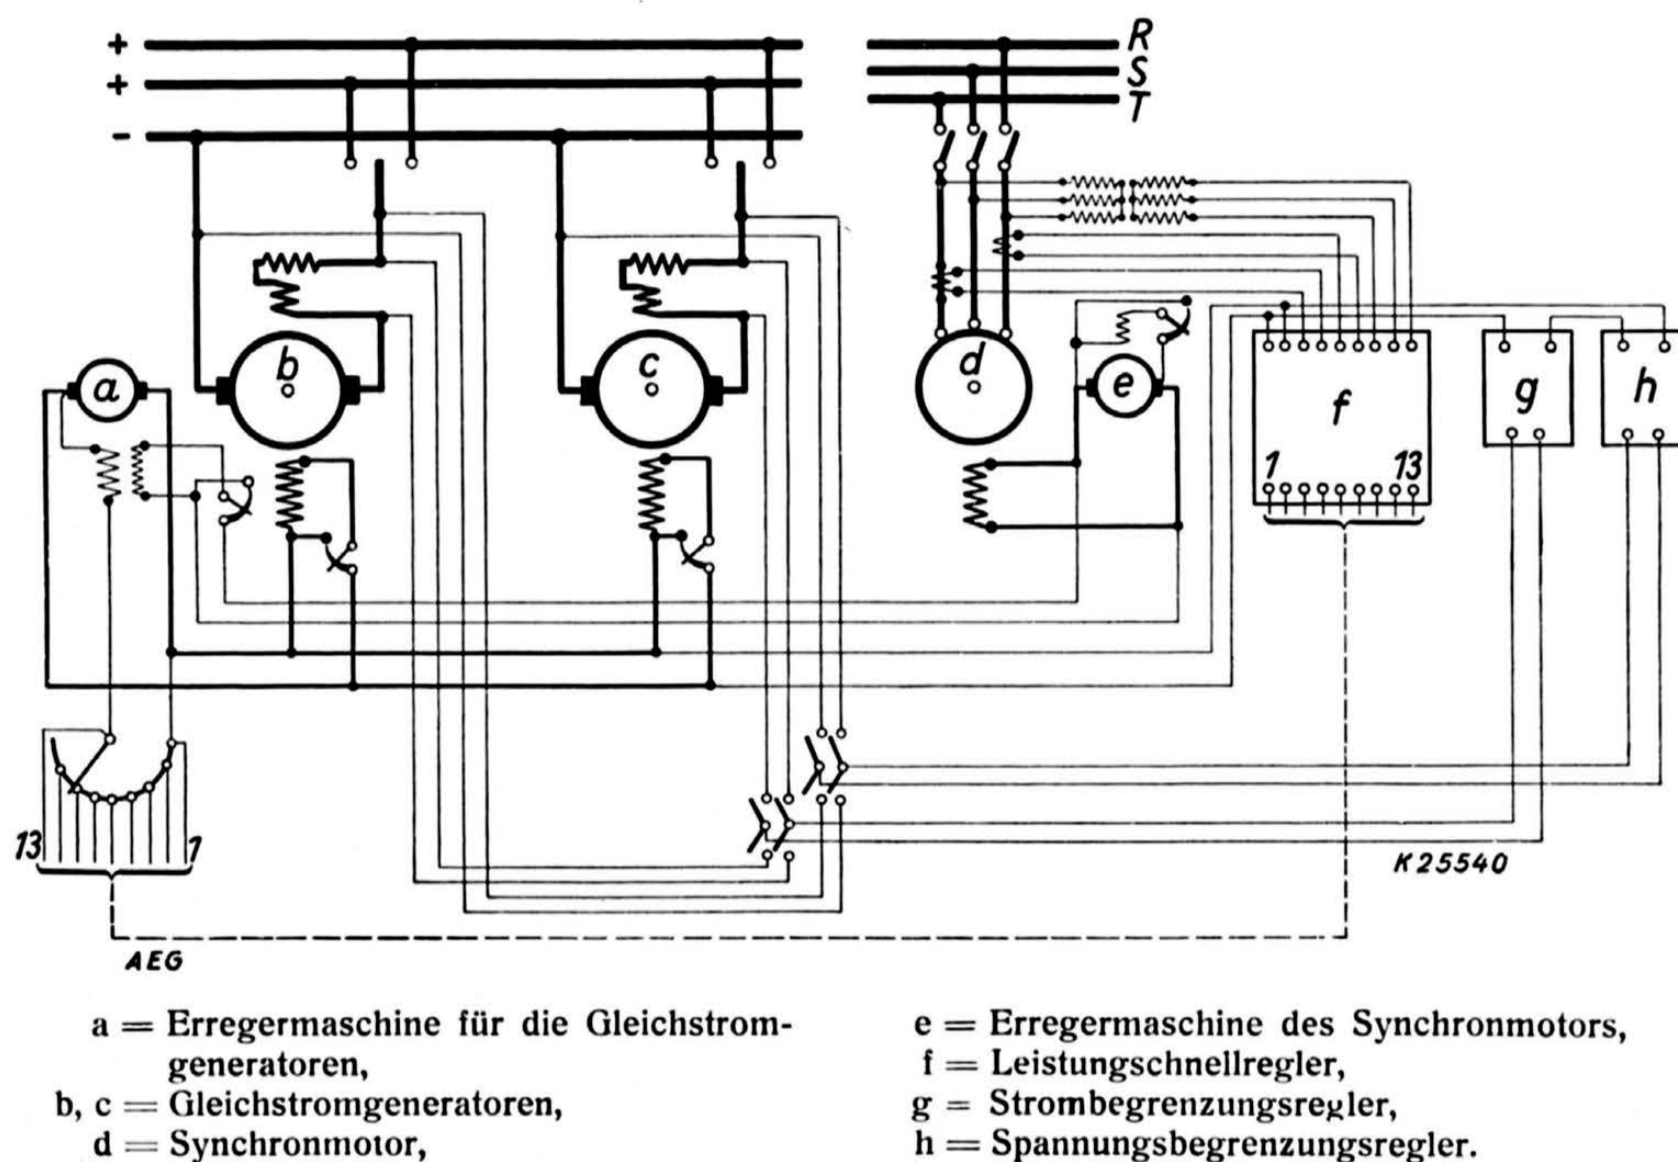 +
+
-
R
S
T
a
b
c
d
e
f
g
h
1 13
13 1
K25540
AEG
a = Erregermaschine für die Gleichstrom-
generatoren,
b, c = Gleichstromgeneratoren,
d = Synchronmotor,
e = Erregermaschine des Synchronmotors,
f = Leistungschnellregler,
g = Strombegrenzungsregler,
h = Spannungsbegrenzungsregler.